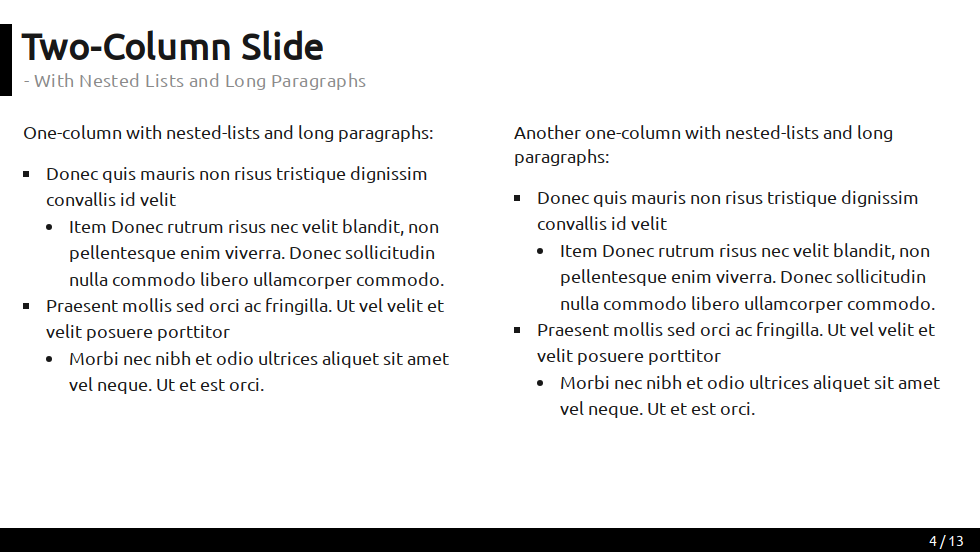 Two-Column Slide
- With Nested Lists and Long Paragraphs
One-column with nested-lists and long paragraphs:
▪ Donec quis mauris non risus tristique dignissim
convallis id velit
• Item Donec rutrum risus nec velit blandit, non
pellentesque enim viverra. Donec sollicitudin
nulla commodo libero ullamcorper commodo.
▪ Praesent mollis sed orci ac fringilla. Ut vel velit et
velit posuere porttitor
• Morbi nec nibh et odio ultrices aliquet sit amet
vel neque. Ut et est orci.
Another one-column with nested-lists and long
paragraphs:
▪ Donec quis mauris non risus tristique dignissim
convallis id velit
• Item Donec rutrum risus nec velit blandit, non
pellentesque enim viverra. Donec sollicitudin
nulla commodo libero ullamcorper commodo.
▪ Praesent mollis sed orci ac fringilla. Ut vel velit et
velit posuere porttitor
• Morbi nec nibh et odio ultrices aliquet sit amet
vel neque. Ut et est orci.
4 / 13